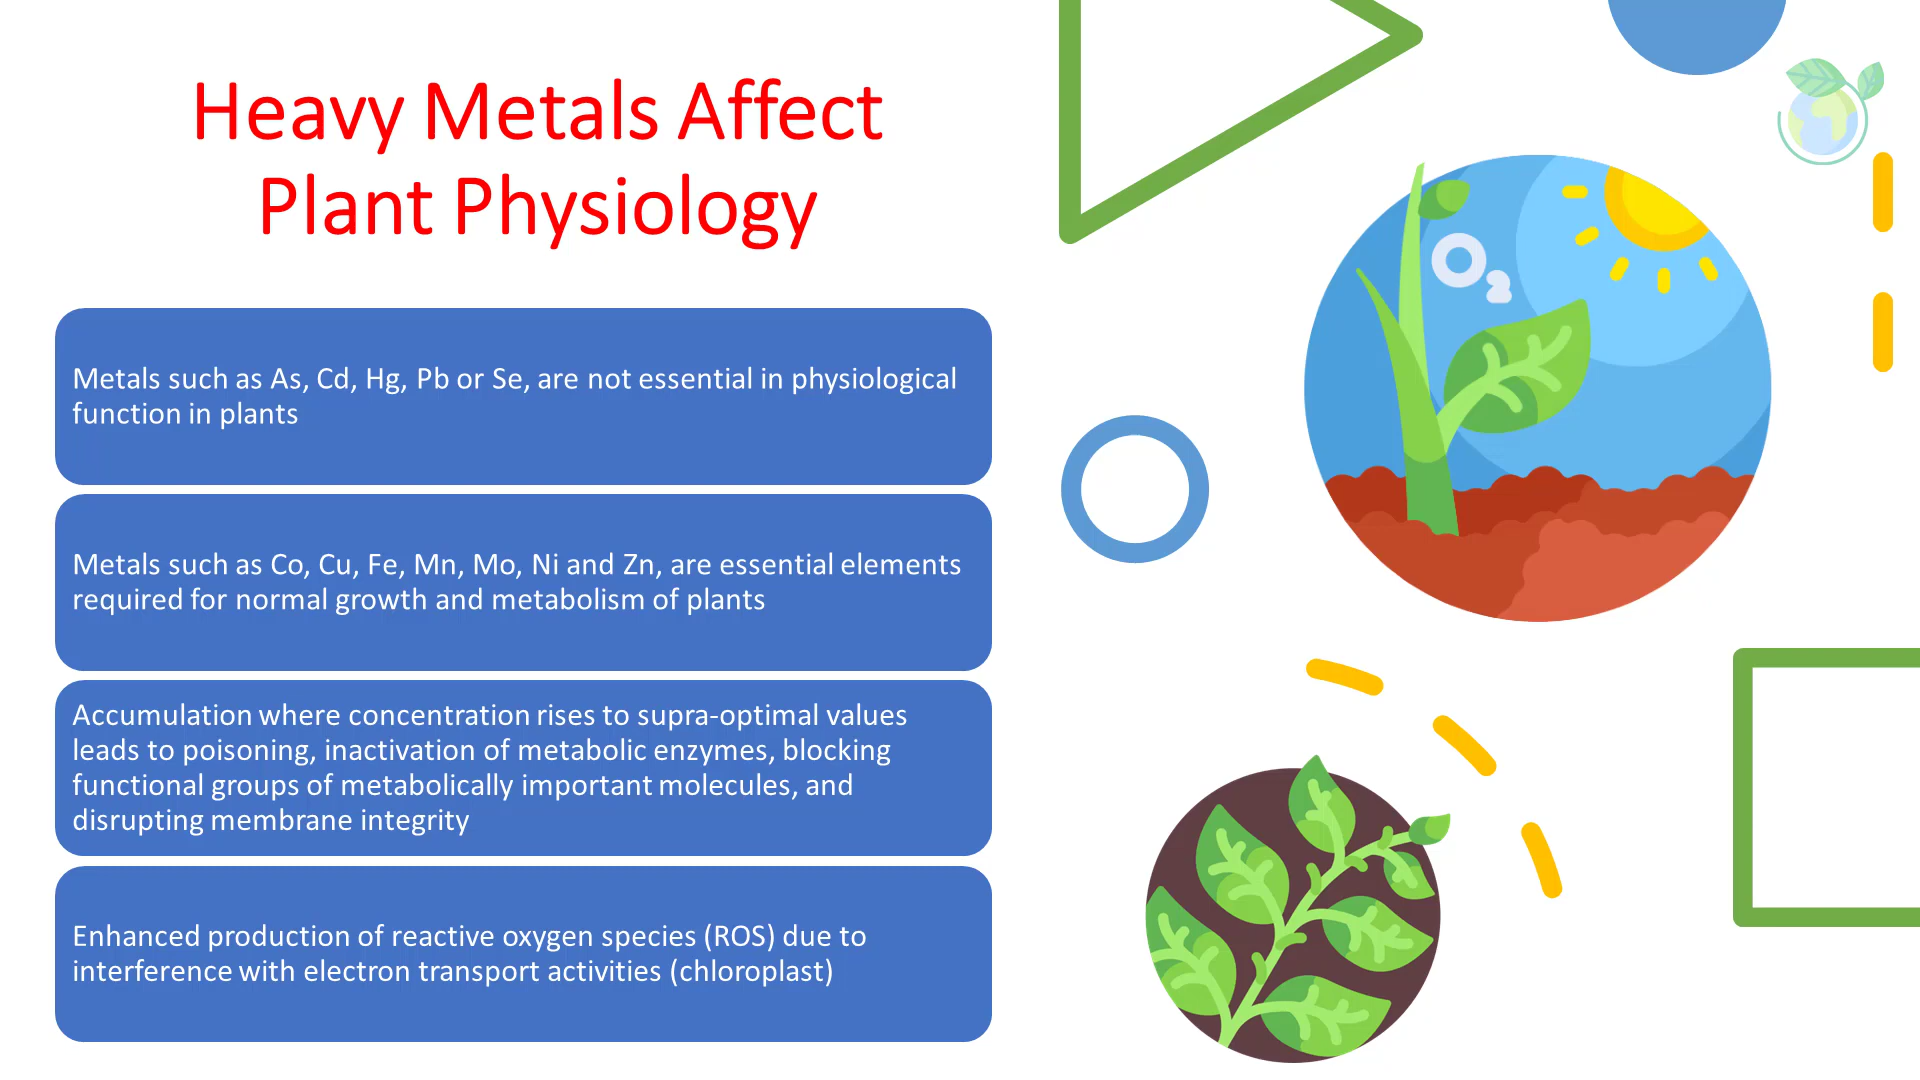 Heavy Metals Affect
Plant Physiology
Metals such as As, Cd, Hg, Pb or Se, are not essential in physiological
function in plants
Metals such as Co, Cu, Fe, Mn, Mo, Ni and Zn, are essential elements
required for normal growth and metabolism of plants
Accumulation where concentration rises to supra-optimal values
leads to poisoning, inactivation of metabolic enzymes, blocking
functional groups of metabolically important molecules, and
disrupting membrane integrity
Enhanced production of reactive oxygen species (ROS) due to
interference with electron transport activities (chloroplast)
O₂